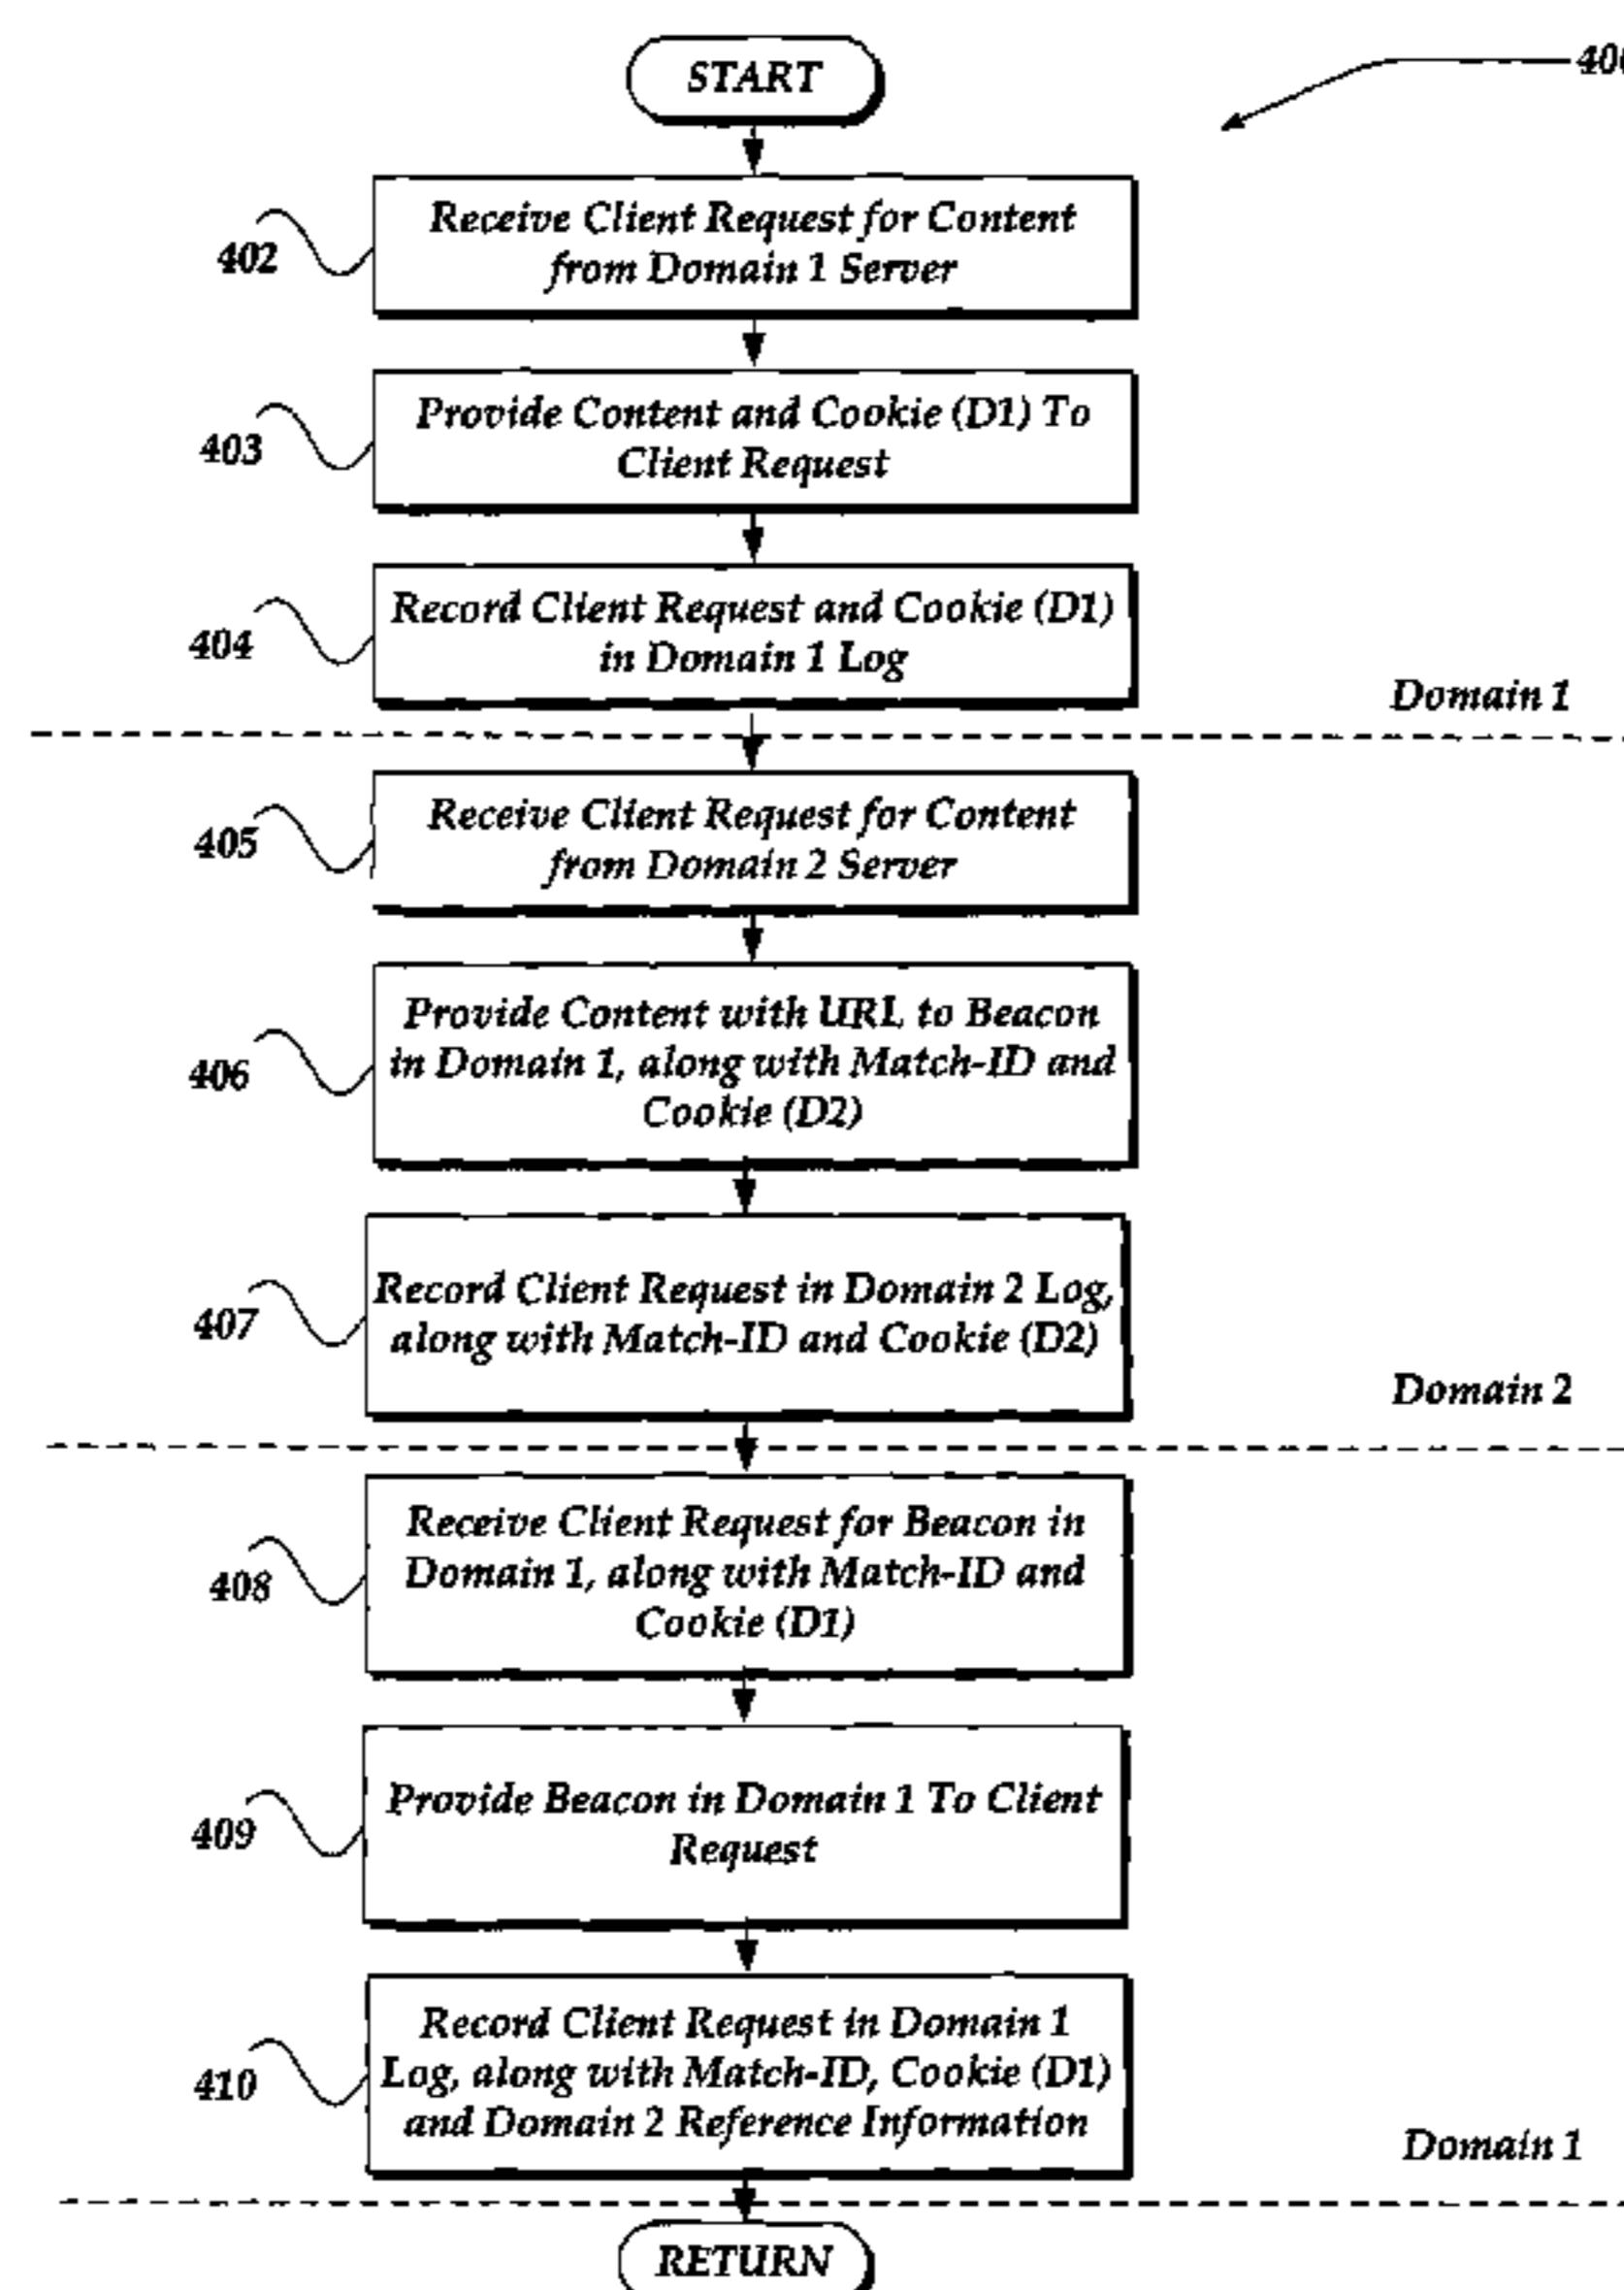 START
402
Receive Client Request for Content
from Domain 1 Server
403
Provide Content and Cookie (D1) To
Client Request
404
Record Client Request and Cookie (D1)
in Domain 1 Log
Domain 1
405
Receive Client Request for Content
from Domain 2 Server
406
Provide Content with URL to Beacon
in Domain 1, along with Match-ID and
Cookie (D2)
407
Record Client Request in Domain 2 Log,
along with Match-ID and Cookie (D2)
Domain 2
408
Receive Client Request for Beacon in
Domain 1, along with Match-ID and
Cookie (D1)
409
Provide Beacon in Domain 1 To Client
Request
410
Record Client Request in Domain 1
Log, along with Match-ID, Cookie (D1)
and Domain 2 Reference Information
Domain 1
RETURN